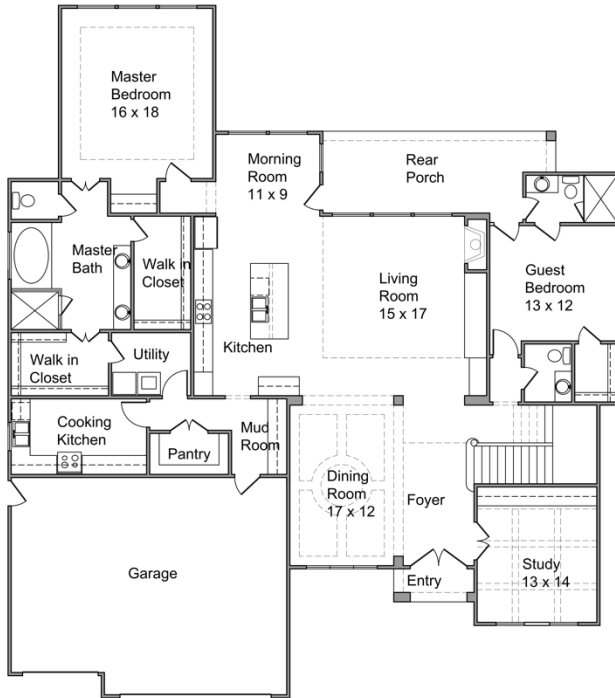 Master
Bedroom
16 x 18
Morning
Room
11 x 9
Rear
Porch
Master
Bath
Walk in
Closet
Living
Room
15 x 17
Guest
Bedroom
13 x 12
Kitchen
Walk in
Closet
Utility
Cooking
Kitchen
Pantry
Mud
Room
Dining
Room
17 x 12
Foyer
Garage
Entry
Study
13 x 14